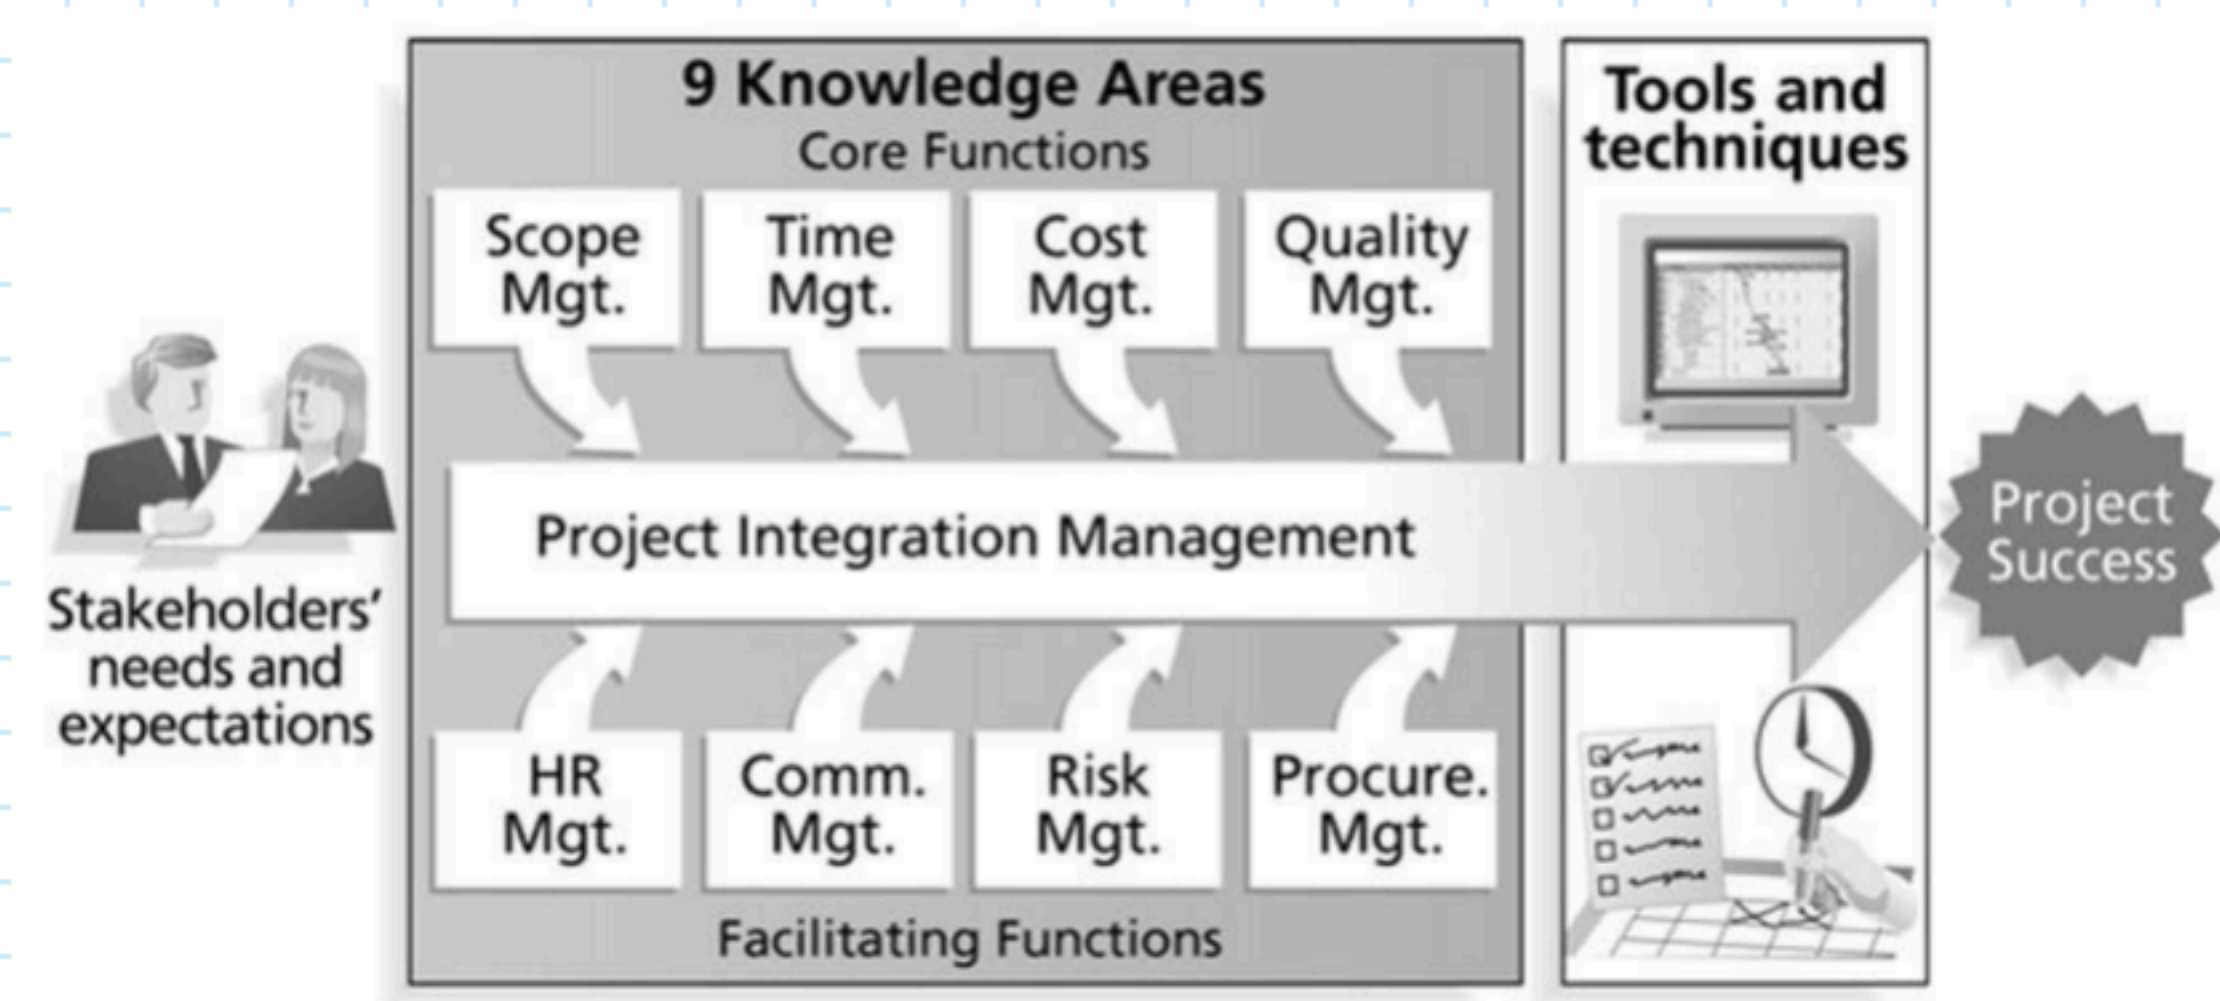 9 Knowledge Areas
Core Functions
Scope
Mgt.
Time
Mgt.
Cost
Mgt.
Quality
Mgt.
Project Integration Management
HR
Mgt.
Comm.
Mgt.
Risk
Mgt.
Procure.
Mgt.
Facilitating Functions
Stakeholders’
needs and
expectations
Tools and
techniques
Project
Success